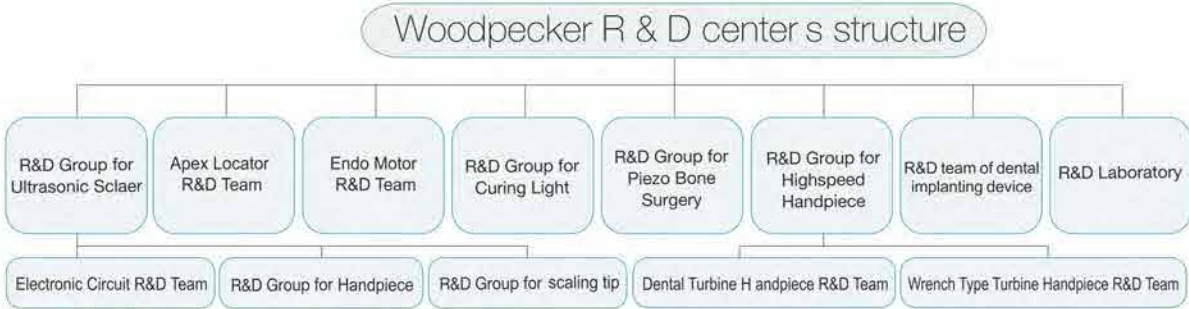 Woodpecker R & D center s structure
R&D Group for
Ultrasonic Sclaer
Apex Locator
R&D Team
Endo Motor
R&D Team
R&D Group for
Curing Light
R&D Group for
Piezo Bone
Surgery
R&D Group for
Highspeed
Handpiece
R&D team of dental
implanting device
R&D Laboratory
Electronic Circuit R&D Team
R&D Group for Handpiece
R&D Group for scaling tip
Dental Turbine H andpiece R&D Team
Wrench Type Turbine Handpiece R&D Team